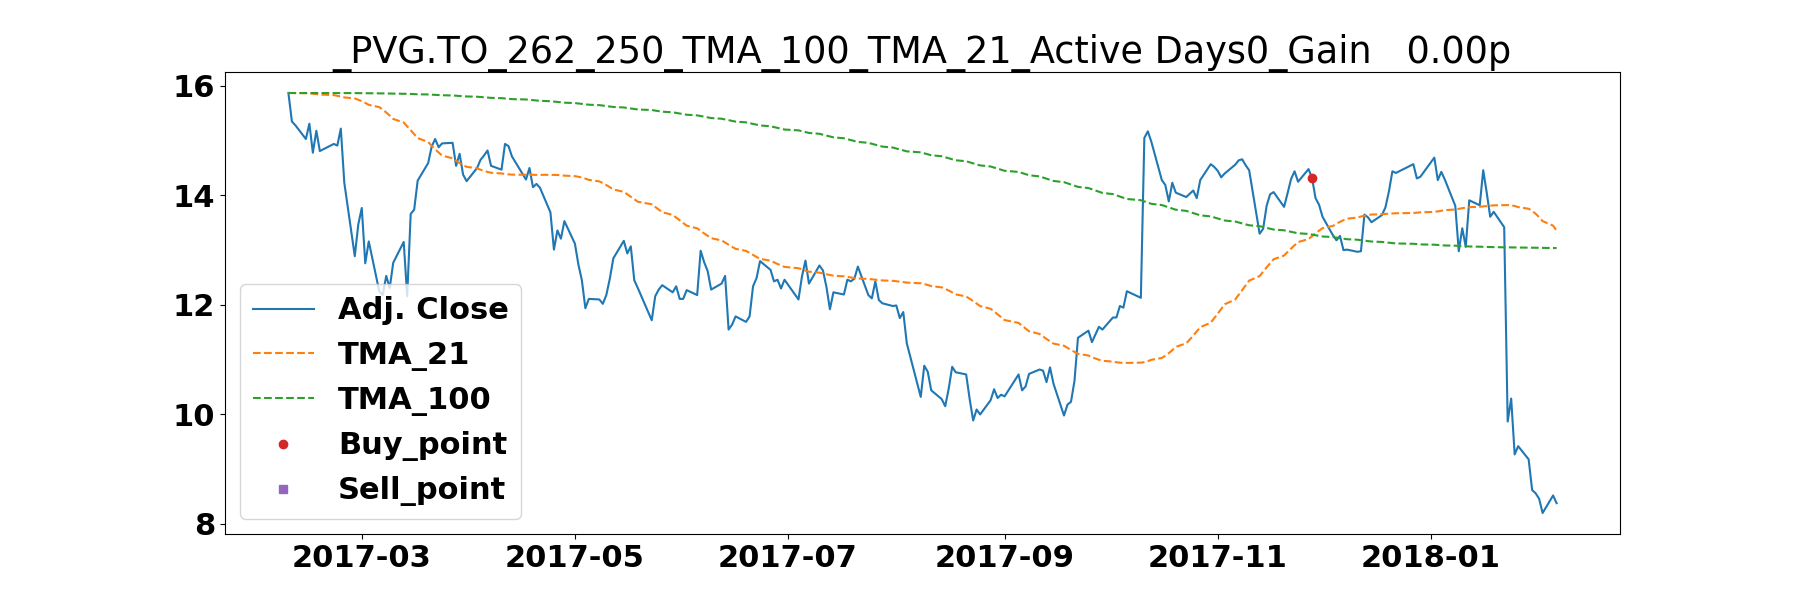 _PVG.TO_262_250_TMA_100_TMA_21_Active Days0_Gain   0.00p
16
14
12
10
8
Adj. Close
TMA_21
TMA_100
Buy_point
Sell_point
2017-03 2017-05 2017-07 2017-09 2017-11 2018-01